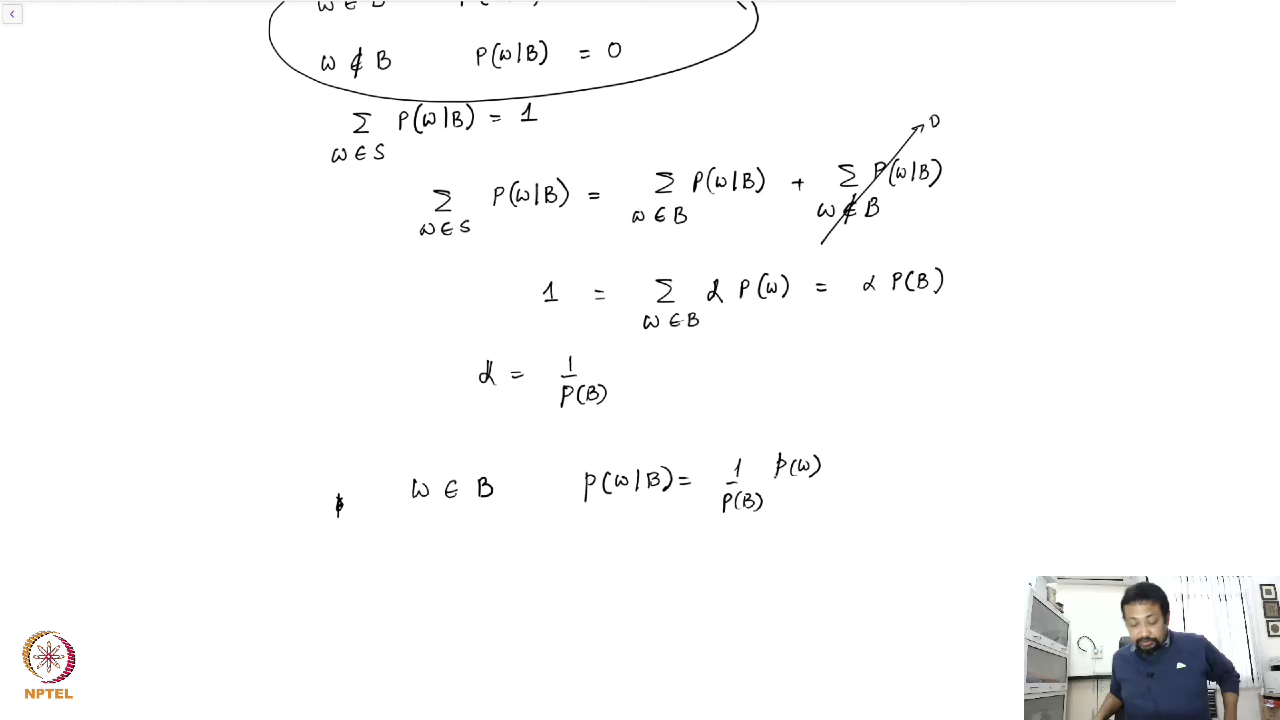 w ∉ B P(w|B) = 0
Σ P(w|B) = 1
w ∈ S
Σ P(w|B) = Σ P(w|B) + Σ P(w|B) 0
w ∈ S w ∈ B w ∉ B
1 = Σ α P(w) = α P(B)
w ∈ B
α = 1/P(B)
w ∈ B p(w|B) = 1/P(B) p(w)
NPTEL